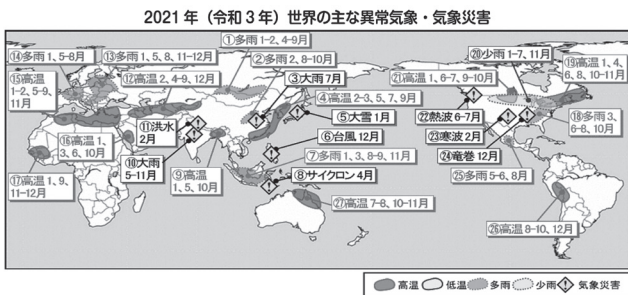 2021年(令和3年)世界の主な異常気象・気象災害
①多雨 1-2、4-9月
②多雨 2、8-10月
③大雨 7月
④高温 2-3、5、7、9月
⑤大雪 1月
⑥台風 12月
⑦多雨 1、3、8-9、11月
⑧サイクロン 4月
⑨高温
1、5、10月
⑩大雨
5-11月
⑪洪水
2月
⑫高温 2、4-9、12月
⑬多雨 1、5、8、11-12月
⑭多雨 1、5-8月
⑮高温
1-2、5-9、
11月
⑯高温 1、
3、6、10月
⑰高温 1、9、
11-12月
⑱多雨 3、
6-8、10月
⑲高温 1、4、
6、8、10-11月
⑳少雨 1-7、11月
㉑高温 1、6-7、9-10月
㉒熱波 6-7月
㉓寒波 2月
㉔竜巻 12月
㉕多雨 5-6、8月
㉖高温 8-10、12月
㉗高温 7-8、10-11月
高温 低温 多雨 少雨 気象災害